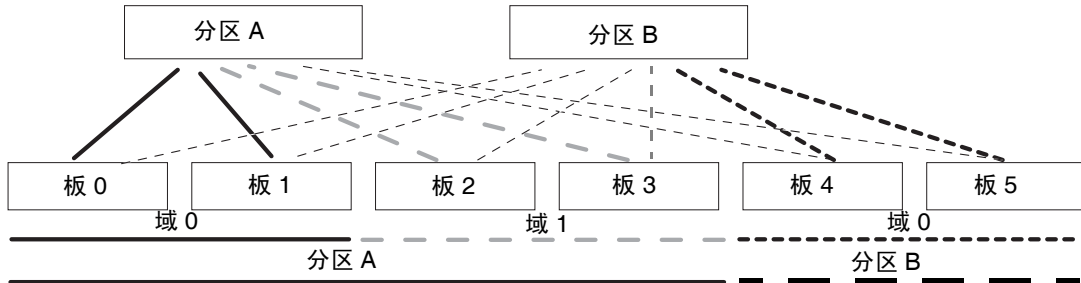 分区 A
分区 B
板 0
板 1
板 2
板 3
板 4
板 5
域 0
域 1
域 0
分区 A
分区 B